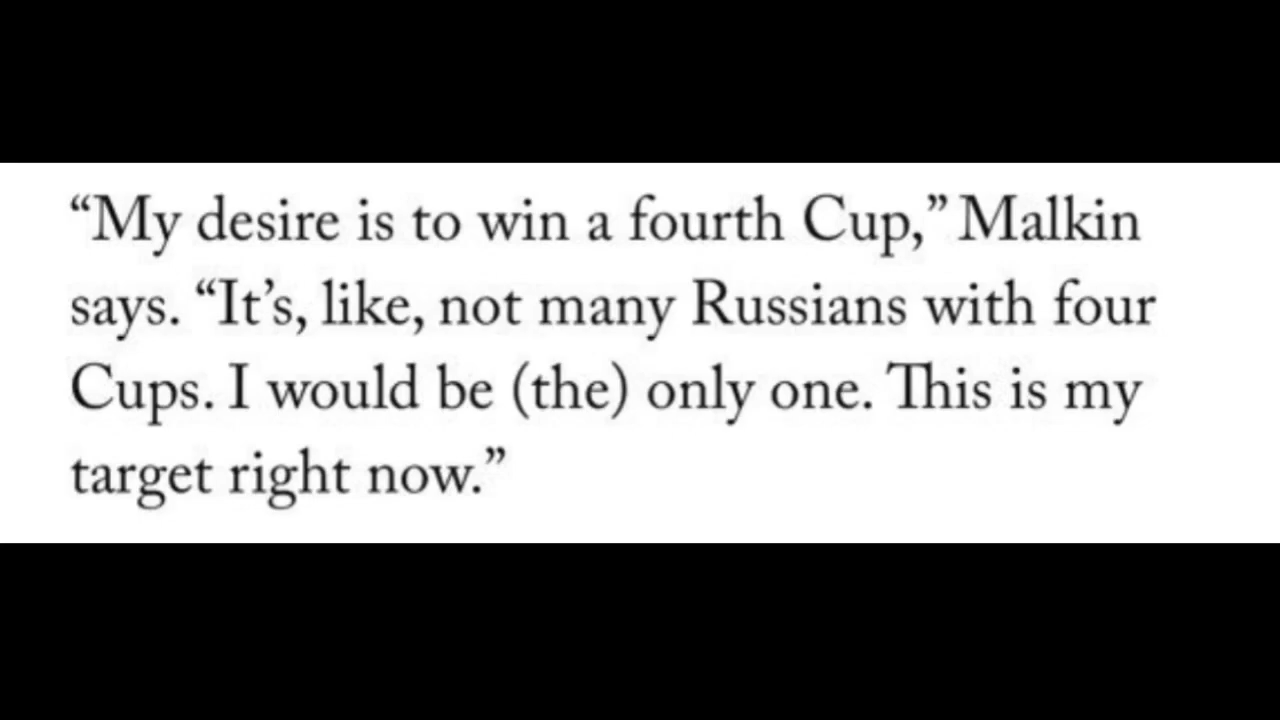 “My desire is to win a fourth Cup,” Malkin
says. “It’s, like, not many Russians with four
Cups. I would be (the) only one. This is my
target right now.”